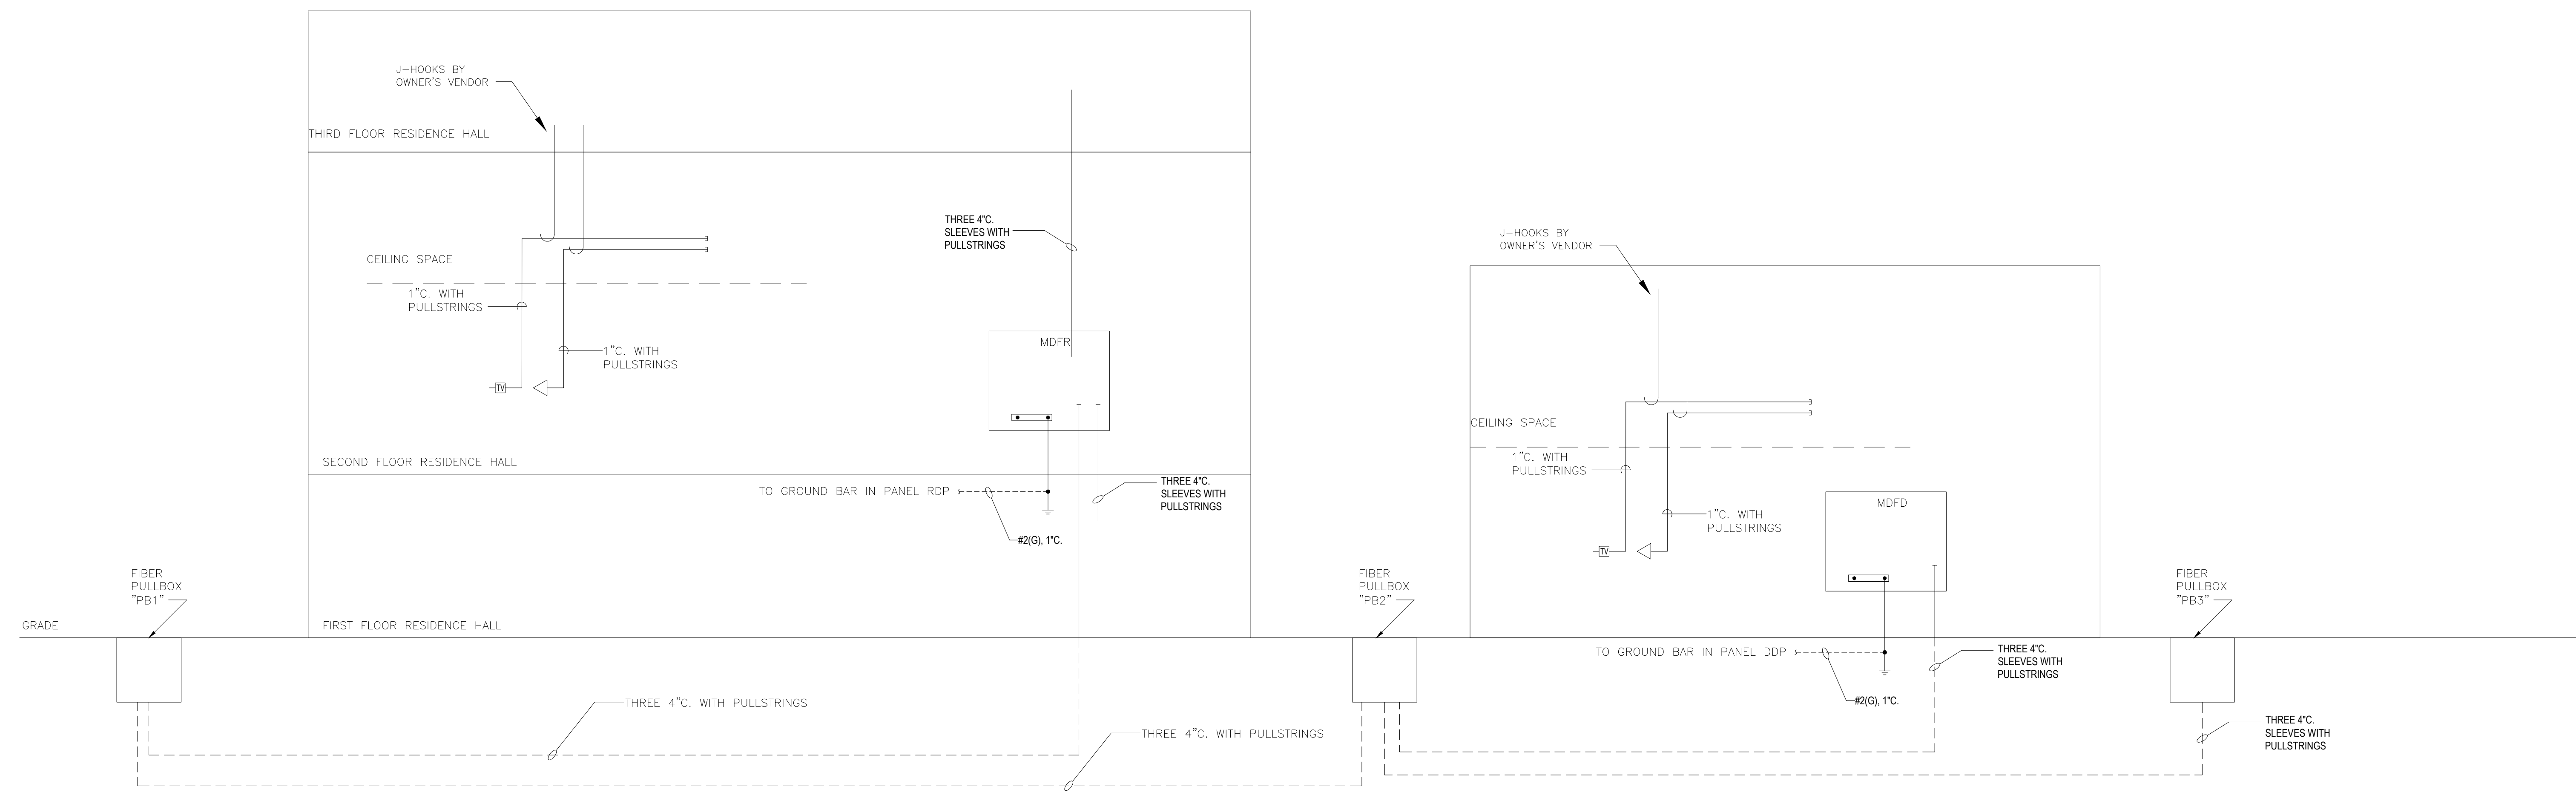 J-HOOKS BY
OWNER'S VENDOR
THIRD FLOOR RESIDENCE HALL
THREE 4"C.
SLEEVES WITH
PULLSTRINGS
CEILING SPACE
1"C. WITH
PULLSTRINGS
1"C. WITH
PULLSTRINGS
TV
MDFR
SECOND FLOOR RESIDENCE HALL
TO GROUND BAR IN PANEL RDP
THREE 4"C.
SLEEVES WITH
PULLSTRINGS
#2(G), 1"C.
FIBER
PULLBOX
"PB1"
GRADE
FIRST FLOOR RESIDENCE HALL
THREE 4"C. WITH PULLSTRINGS
THREE 4"C. WITH PULLSTRINGS
FIBER
PULLBOX
"PB2"
J-HOOKS BY
OWNER'S VENDOR
CEILING SPACE
1"C. WITH
PULLSTRINGS
1"C. WITH
PULLSTRINGS
TV
MDFD
TO GROUND BAR IN PANEL DDP
THREE 4"C.
SLEEVES WITH
PULLSTRINGS
#2(G), 1"C.
FIBER
PULLBOX
"PB3"
THREE 4"C.
SLEEVES WITH
PULLSTRINGS